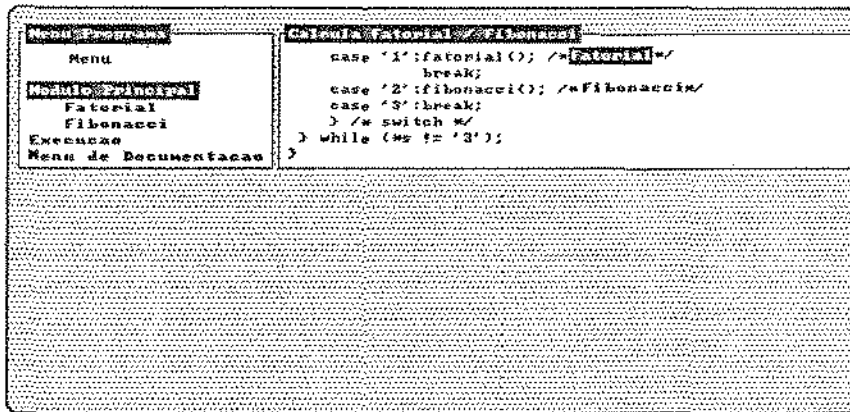 Menu Programa
Menu
Modulo Principal
Fatorial
Fibonacci
Execucao
Menu de Documentacao
Calcula Fatorial / Fibonacci
case '1':fatorial(); /*Fatorial*/
break;
case '2':fibonacci(); /*Fibonacci*/
case '3':break;
} /* switch */
} while (*s != '3');
}